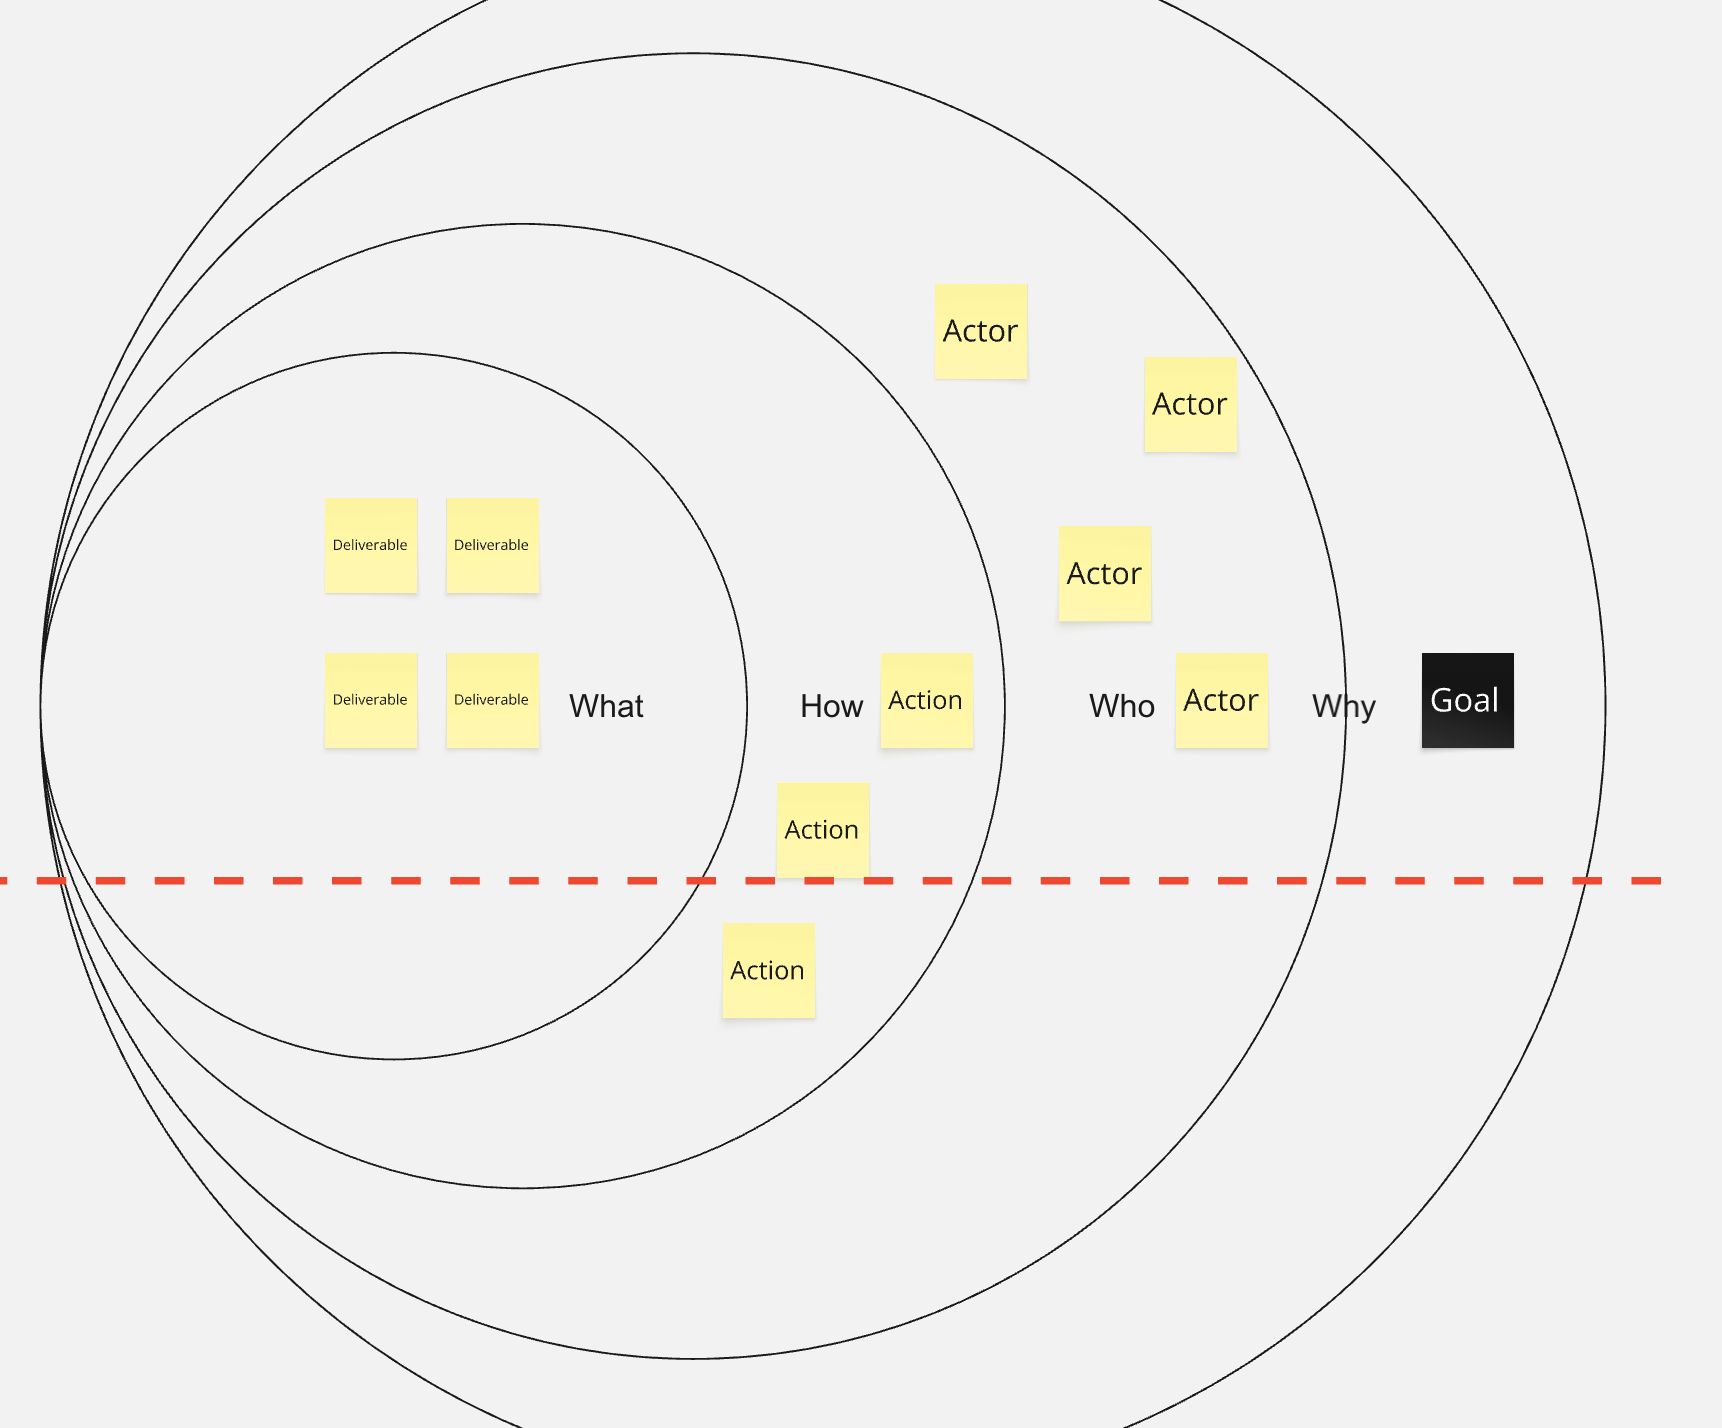 Actor
Actor
Deliverable
Deliverable
Actor
Deliverable
Deliverable
What
How
Action
Who
Actor
Why
Goal
Action
Action